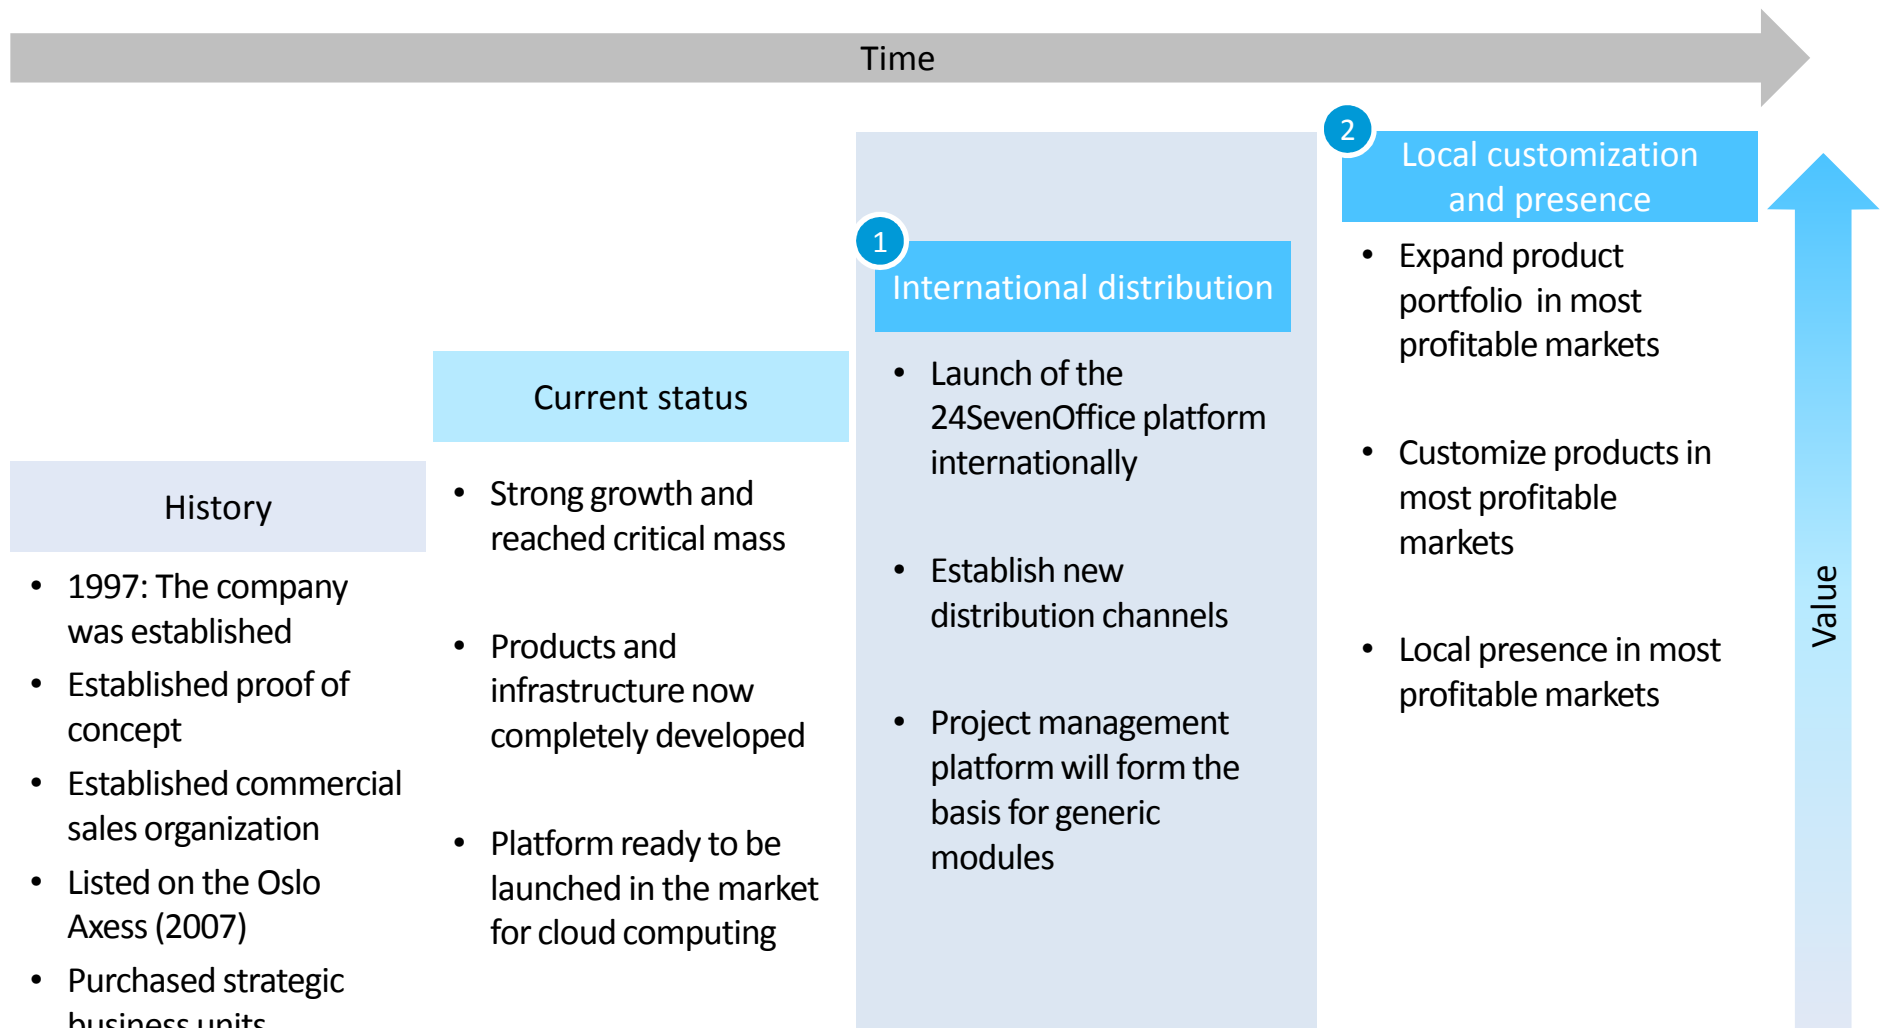 Time
History
• 1997: The company
was established
• Established proof of
concept
• Established commercial
sales organization
• Listed on the Oslo
Axess (2007)
• Purchased strategic
business units
Current status
• Strong growth and
reached critical mass
• Products and
infrastructure now
completely developed
• Platform ready to be
launched in the market
for cloud computing
1
International distribution
• Launch of the
24SevenOffice platform
internationally
• Establish new
distribution channels
• Project management
platform will form the
basis for generic
modules
2
Local customization
and presence
• Expand product
portfolio in most
profitable markets
• Customize products in
most profitable
markets
• Local presence in most
profitable markets
Value